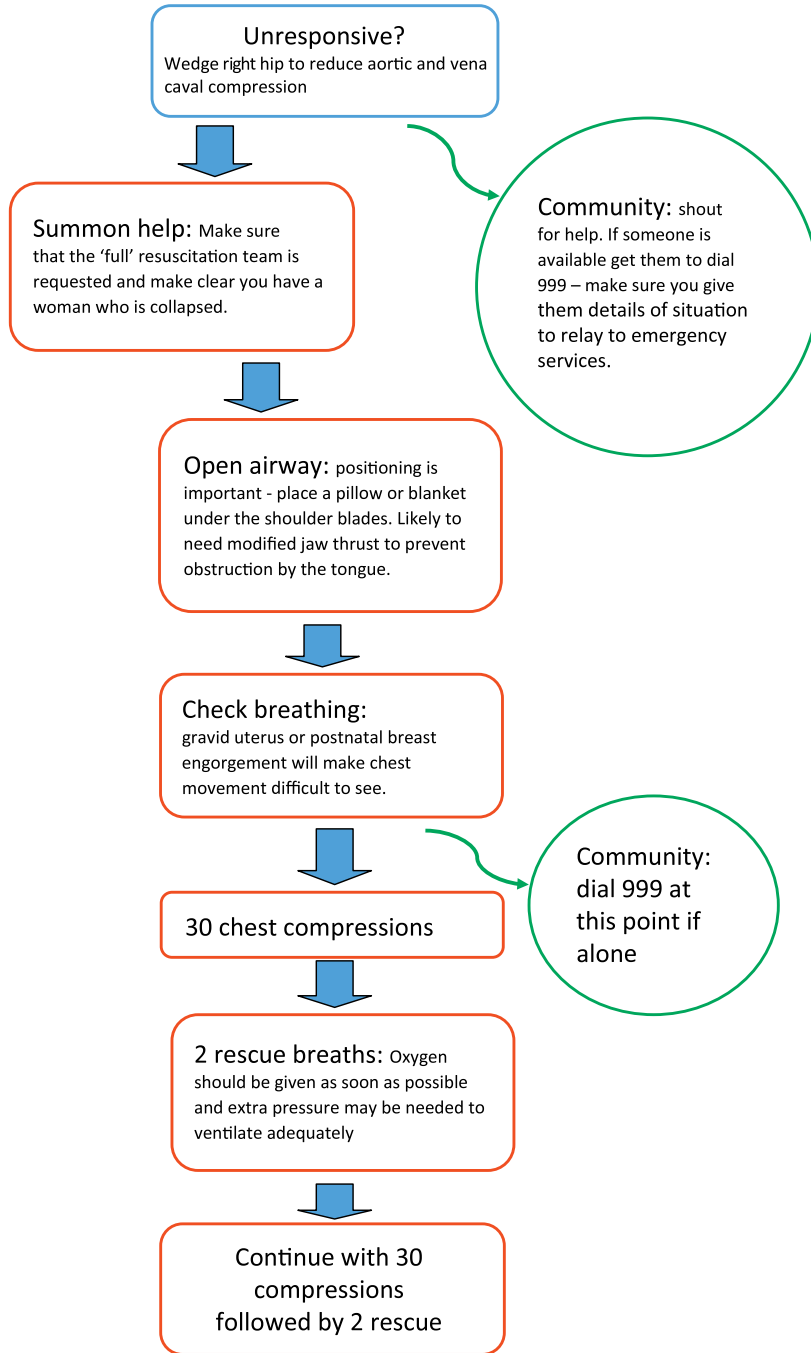 Unresponsive?
Wedge right hip to reduce aortic and vena
caval compression
Summon help: Make sure
that the ‘full’ resuscitation team is
requested and make clear you have a
woman who is collapsed.
Community: shout
for help. If someone is
available get them to dial
999 – make sure you give
them details of situation
to relay to emergency
services.
Open airway: positioning is
important - place a pillow or blanket
under the shoulder blades. Likely to
need modified jaw thrust to prevent
obstruction by the tongue.
Check breathing:
gravid uterus or postnatal breast
engorgement will make chest
movement difficult to see.
Community:
dial 999 at
this point if
alone
30 chest compressions
2 rescue breaths: Oxygen
should be given as soon as possible
and extra pressure may be needed to
ventilate adequately
Continue with 30
compressions
followed by 2 rescue